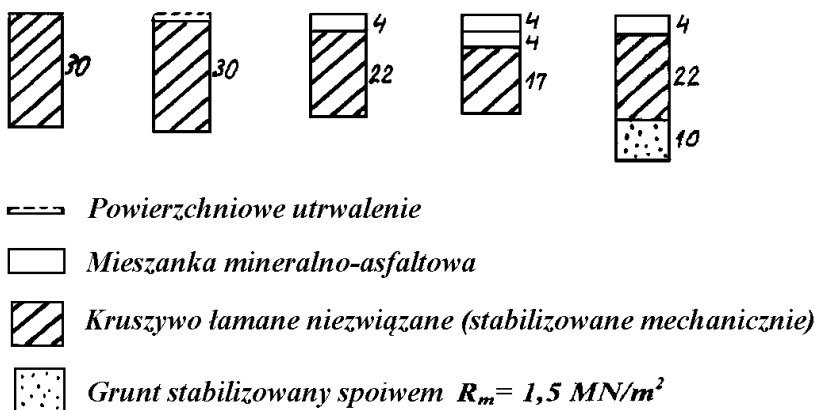 30
30
4
22
4
4
17
4
22
10
Powierzchniowe utrwalenie
Mieszanka mineralno-asfaltowa
Kruszywo łamane niezwiązane (stabilizowane mechanicznie)
Grunt stabilizowany spoiwem Rm= 1,5 MN/m²